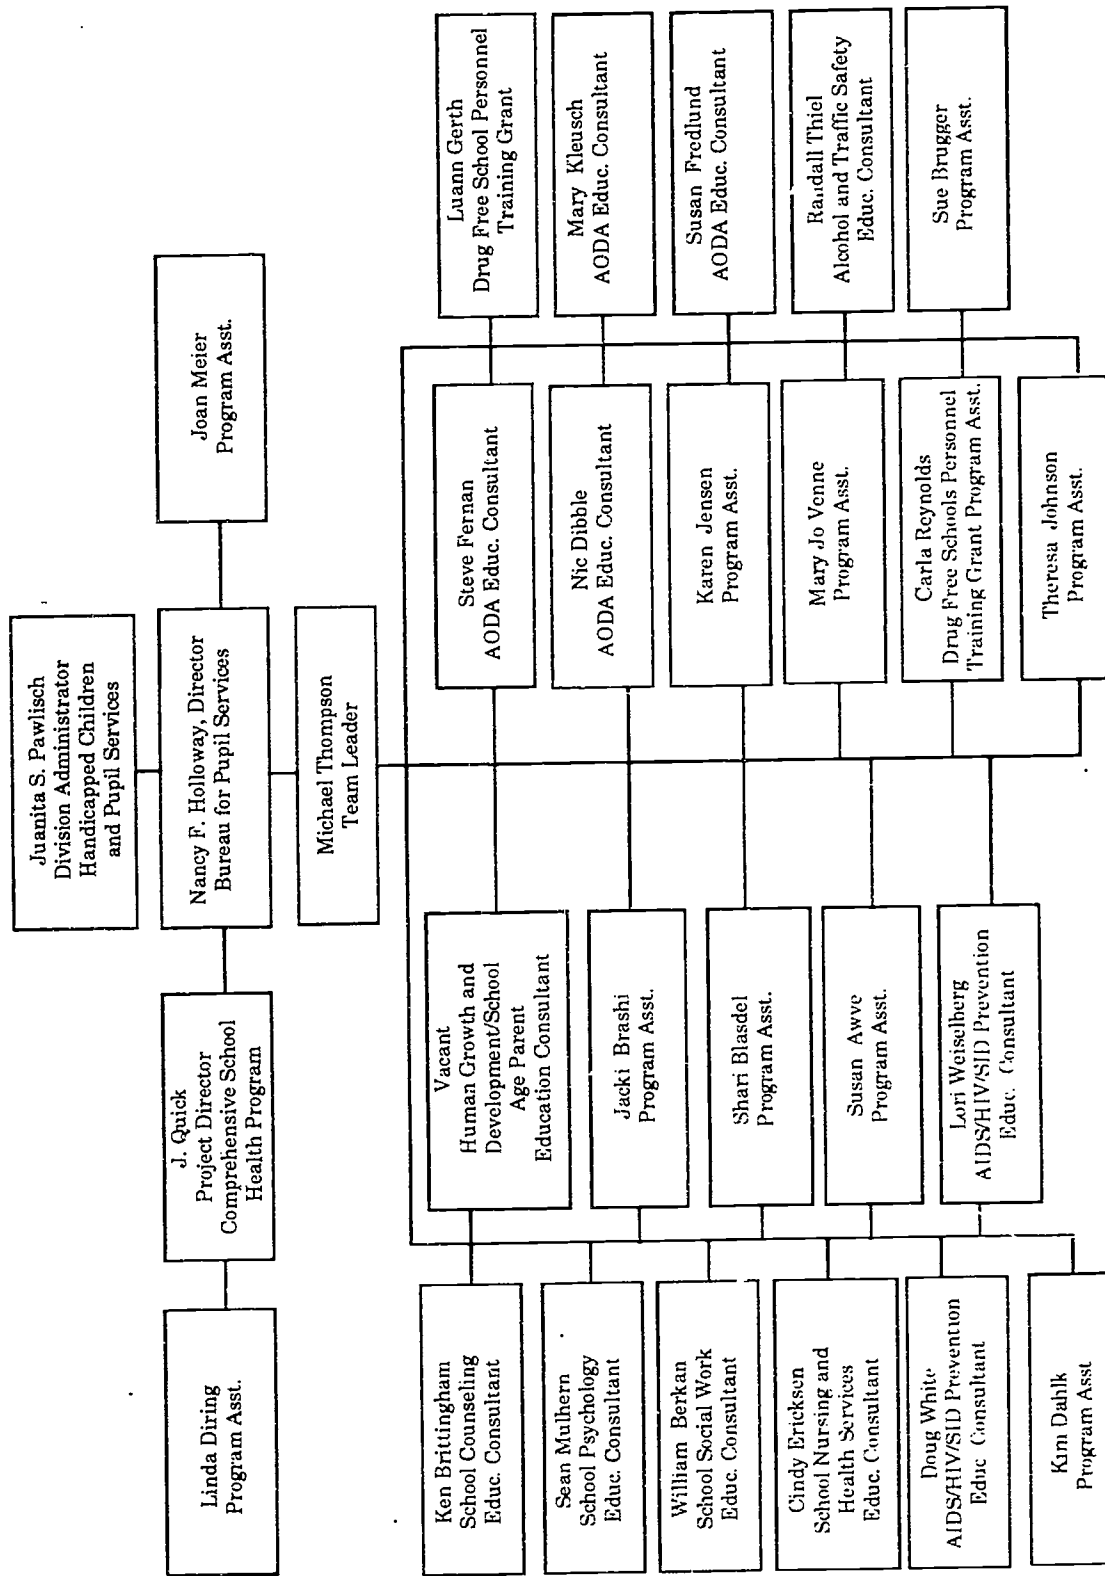 Juanita S. Pawlisch
Division Administrator
Handicapped Children
and Pupil Services
Linda Diring
Program Asst.
J. Quick
Project Director
Comprehensive School
Health Program
Nancy F. Holloway, Director
Bureau for Pupil Services
Joan Meier
Program Asst.
Michael Thompson
Team Leader
Ken Brittingham
School Counseling
Educ. Consultant
Vacant
Human Growth and
Development/School
Age Parent
Education Consultant
Steve Fernan
AODA Educ. Consultant
Luann Gerth
Drug Free School Personnel
Training Grant
Sean Mulhern
School Psychology
Educ. Consultant
Jacki Brashi
Program Asst.
Nic Dibble
AODA Educ. Consultant
Mary Kleusch
AODA Educ. Consultant
William Berkan
School Social Work
Educ. Consultant
Shari Blasdel
Program Asst.
Karen Jensen
Program Asst.
Susan Fredlund
AODA Educ. Consultant
Cindy Ericksen
School Nursing and
Health Services
Educ. Consultant
Susan Awve
Program Asst.
Mary Jo Venne
Program Asst.
Randall Thiel
Alcohol and Traffic Safety
Educ. Consultant
Doug White
AIDS/HIV/STD Prevention
Educ Consultant
Lori Weiselberg
AIDS/HIV/STD Prevention
Educ. Consultant
Carla Reynolds
Drug Free Schools Personnel
Training Grant Program Asst.
Sue Brugger
Program Asst.
Kim Dahlk
Program Asst
Theresa Johnson
Program Asst.